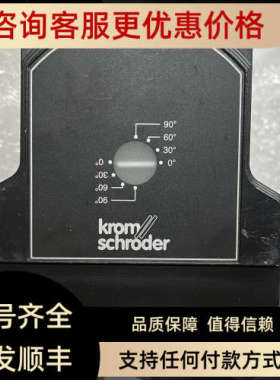 咨询客服更优惠价格
90°
60°
30°
0°
0°
30°
60°
90°
krom
schroder
号齐全
发顺丰
品质保障 值得信赖
支持任何付款方式